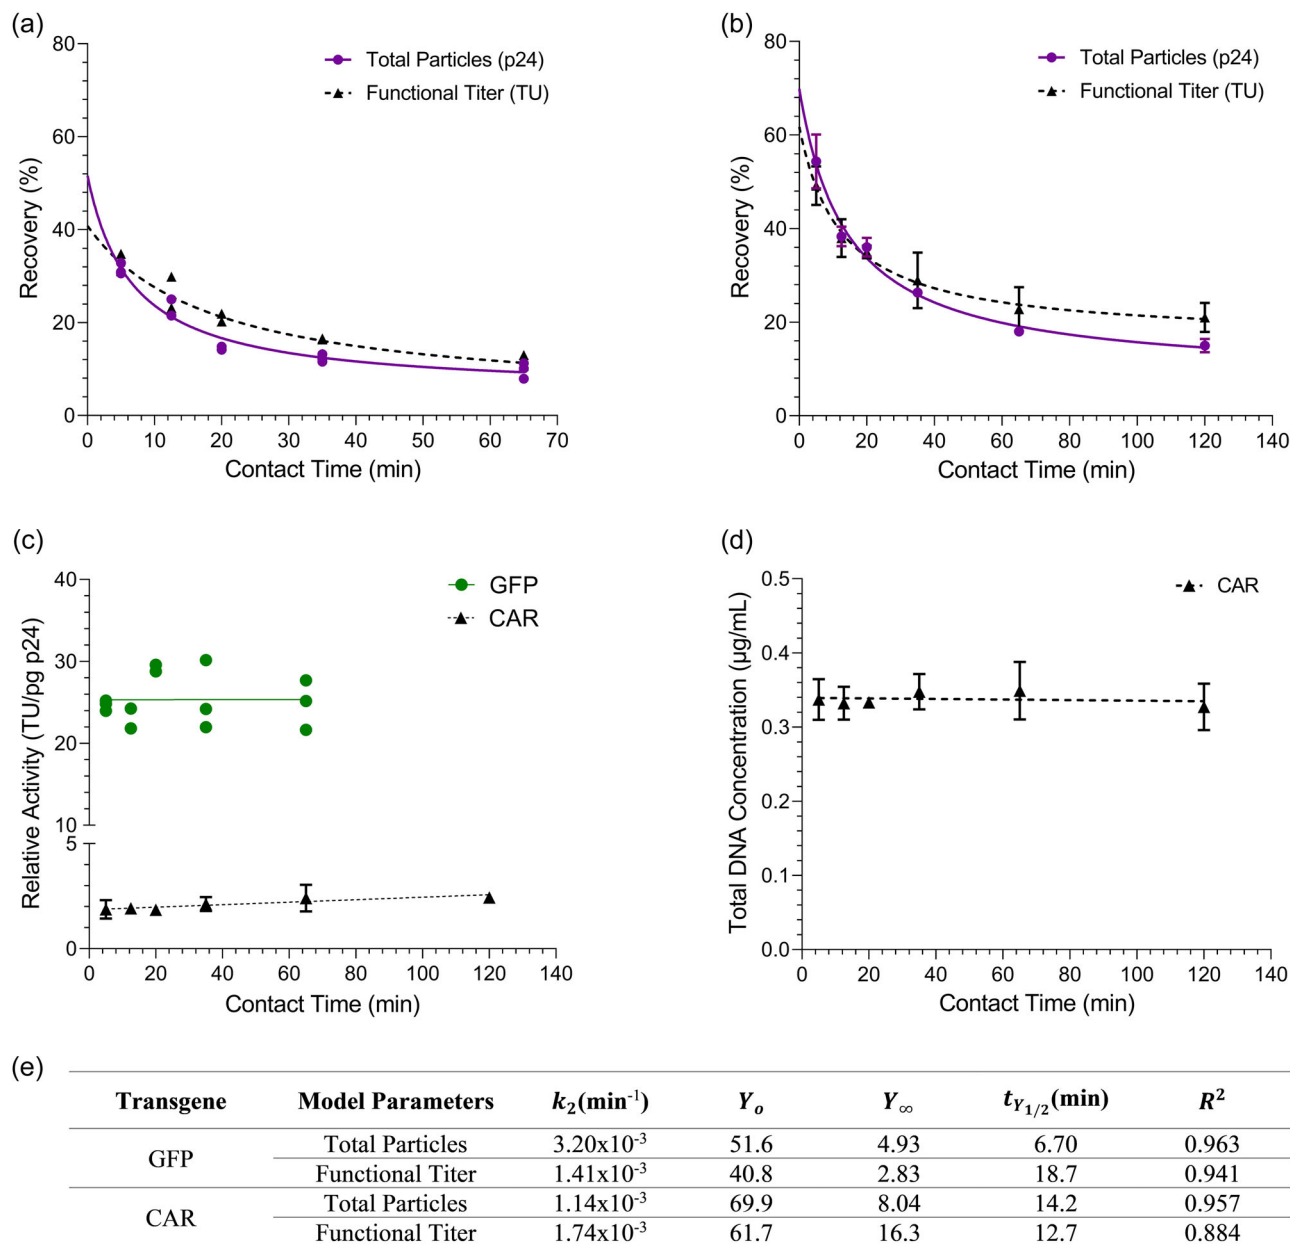 (a)
80
60
40
20
0
Recovery (%)
Total Particles (p24)
Functional Titer (TU)
0 10 20 30 40 50 60 70
Contact Time (min)
(b)
80
60
40
20
0
Recovery (%)
Total Particles (p24)
Functional Titer (TU)
0 20 40 60 80 100 120 140
Contact Time (min)
(c)
40
30
20
10
5
0
Relative Activity (TU/pg p24)
GFP
CAR
0 20 40 60 80 100 120 140
Contact Time (min)
(d)
0.5
0.4
0.3
0.2
0.1
0.0
Total DNA Concentration (µg/mL)
CAR
0 20 40 60 80 100 120 140
Contact Time (min)
(e)
Transgene Model Parameters k₂(min⁻¹) Yₒ Y∞ t_Y₁/₂(min) R²
GFP
Total Particles 3.20x10⁻³ 51.6 4.93 6.70 0.963
Functional Titer 1.41x10⁻³ 40.8 2.83 18.7 0.941
CAR
Total Particles 1.14x10⁻³ 69.9 8.04 14.2 0.957
Functional Titer 1.74x10⁻³ 61.7 16.3 12.7 0.884